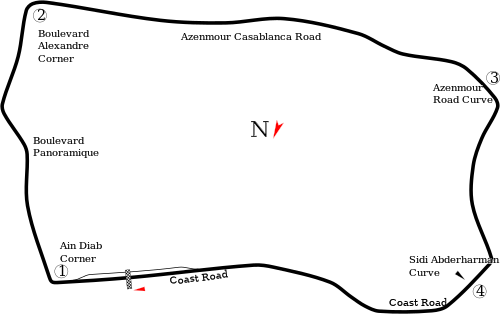 ②
Boulevard
Alexandre
Corner
Azenmour Casablanca Road
③
Azenmour
Road Curve
N
Boulevard
Panoramique
Ain Diab
Corner
①
Coast Road
Sidi Abderharman
Curve
④
Coast Road